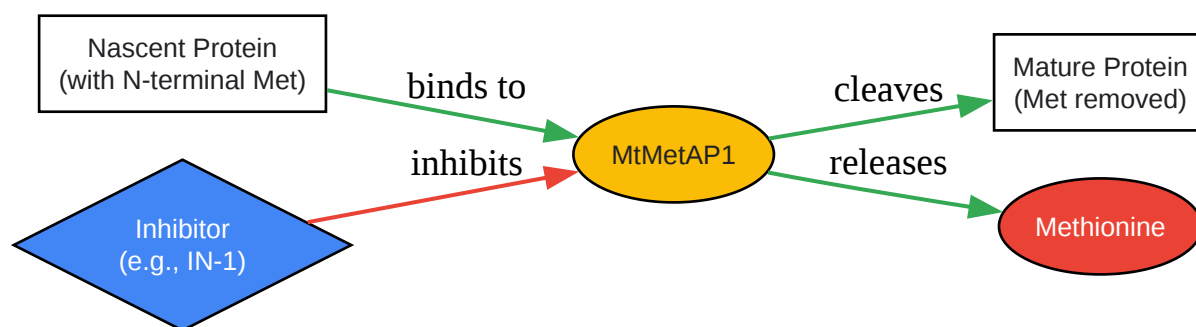 Nascent Protein
(with N-terminal Met)
binds to
inhibits
Inhibitor
(e.g., IN-1)
MtMetAP1
cleaves
releases
Mature Protein
(Met removed)
Methionine